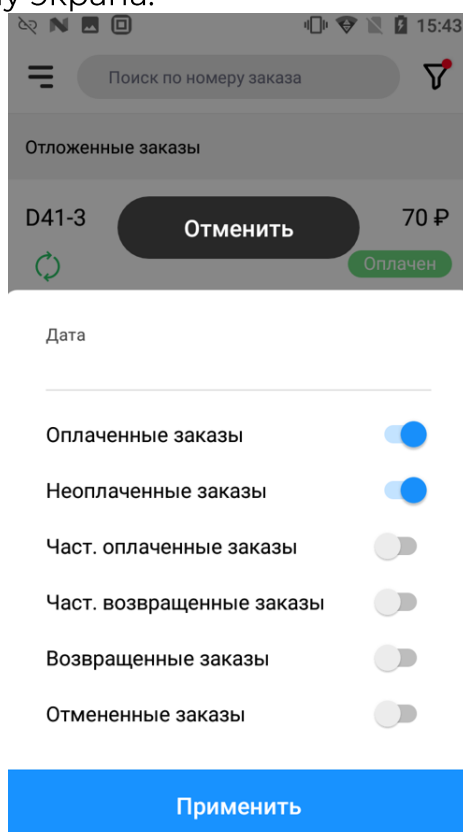 у экрана.
15:43
Поиск по номеру заказа
Отложенные заказы
D41-3
Отменить
70 ₽
Оплачен
Дата
Оплаченные заказы
Неоплаченные заказы
Част. оплаченные заказы
Част. возвращенные заказы
Возвращенные заказы
Отмененные заказы
Применить